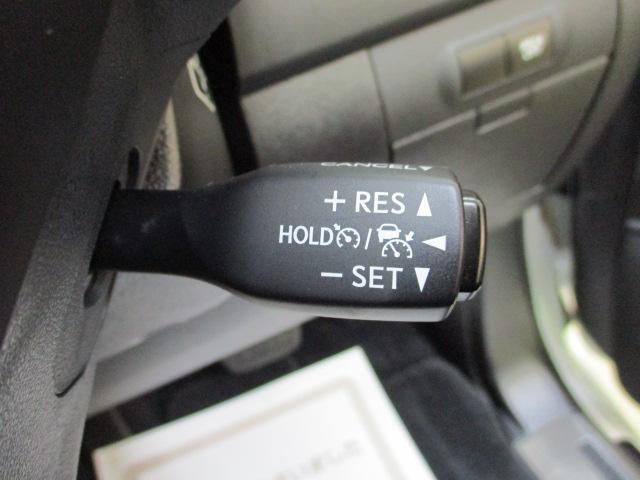 CANCEL▼
+ RES ▲
HOLD / ◀
− SET ▼